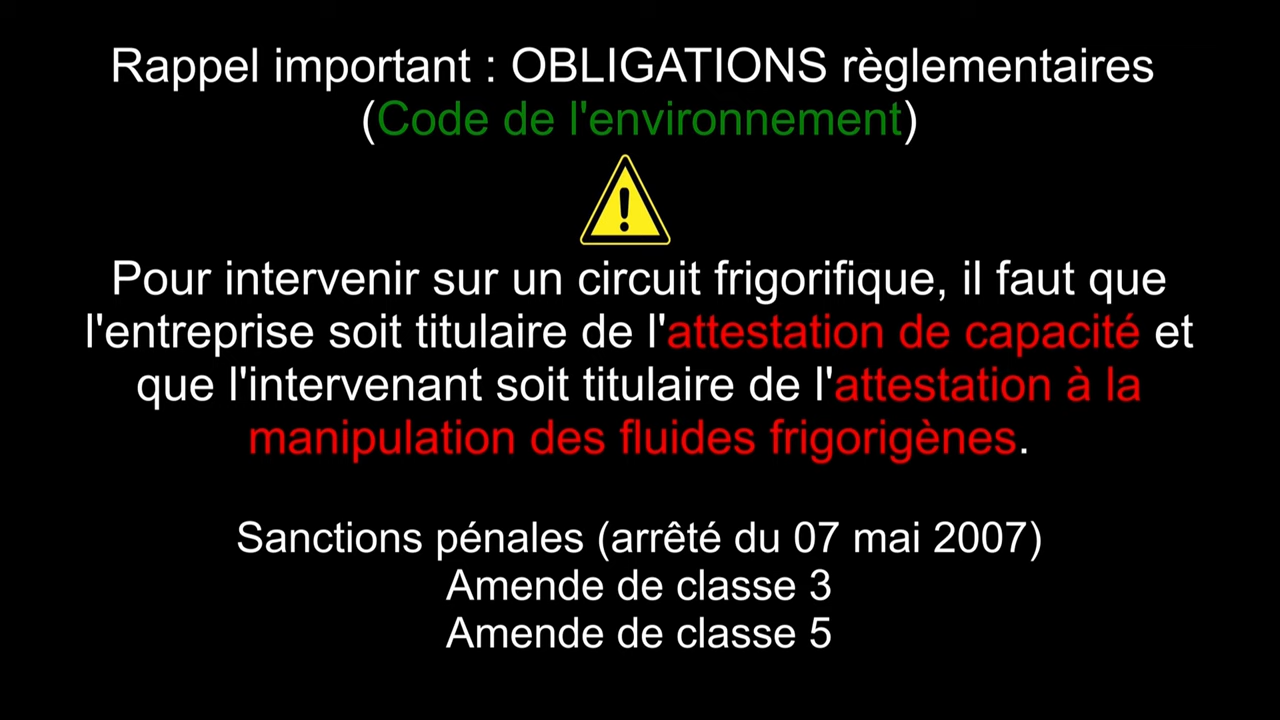 Rappel important : OBLIGATIONS règlementaires
(Code de l'environnement)
!
Pour intervenir sur un circuit frigorifique, il faut que
l'entreprise soit titulaire de l'attestation de capacité et
que l'intervenant soit titulaire de l'attestation à la
manipulation des fluides frigorigènes.
Sanctions pénales (arrêté du 07 mai 2007)
Amende de classe 3
Amende de classe 5